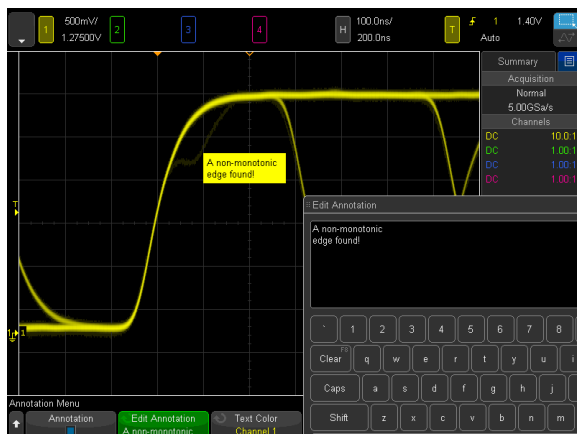 1 500mV/ 2 3 4 H 100.0ns/ T 1 1.40V
1.27500V 200.0ns Auto
Summary
Acquisition
Normal
5.00GSa/s
Channels
DC 10.0:1
DC 1.00:1
DC 1.00:1
DC 1.00:1
T
A non-monotonic
edge found!
1
Edit Annotation
A non-monotonic
edge found!
` 1 2 3 4 5 6 7 8
Clear F6 q w e r t y u i
Caps a s d f g h j
Shift z x c v b n m
Annotation Menu
Annotation Edit Annotation Text Color
A non-monotonic Channel 1